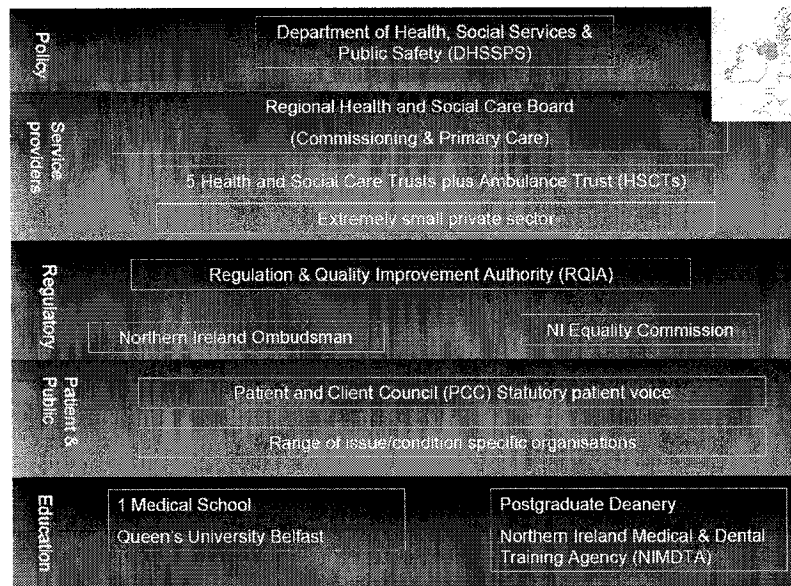 Policy
Department of Health, Social Services &
Public Safety (DHSSPS)
Service
providers
Regional Health and Social Care Board
(Commissioning & Primary Care)
5 Health and Social Care Trusts plus Ambulance Trust (HSCTs)
Extremely small private sector
Regulatory
Regulation & Quality Improvement Authority (RQIA)
Northern Ireland Ombudsman
NI Equality Commission
Patient &
Public
Patient and Client Council (PCC) Statutory patient voice
Range of issue/condition specific organisations
Education
1 Medical School
Queen's University Belfast
Postgraduate Deanery
Northern Ireland Medical & Dental
Training Agency (NIMDTA)